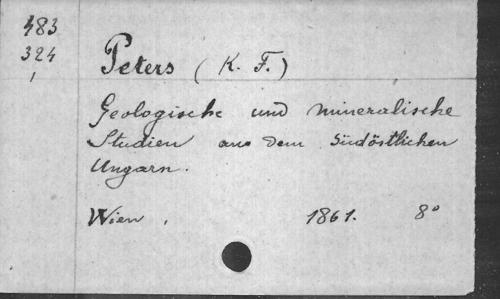 483
324
1
Peters (K. F.)
Geologische und mineralische
Studien aus dem südöstlichen
Ungarn.
Wien, 1861. 8°